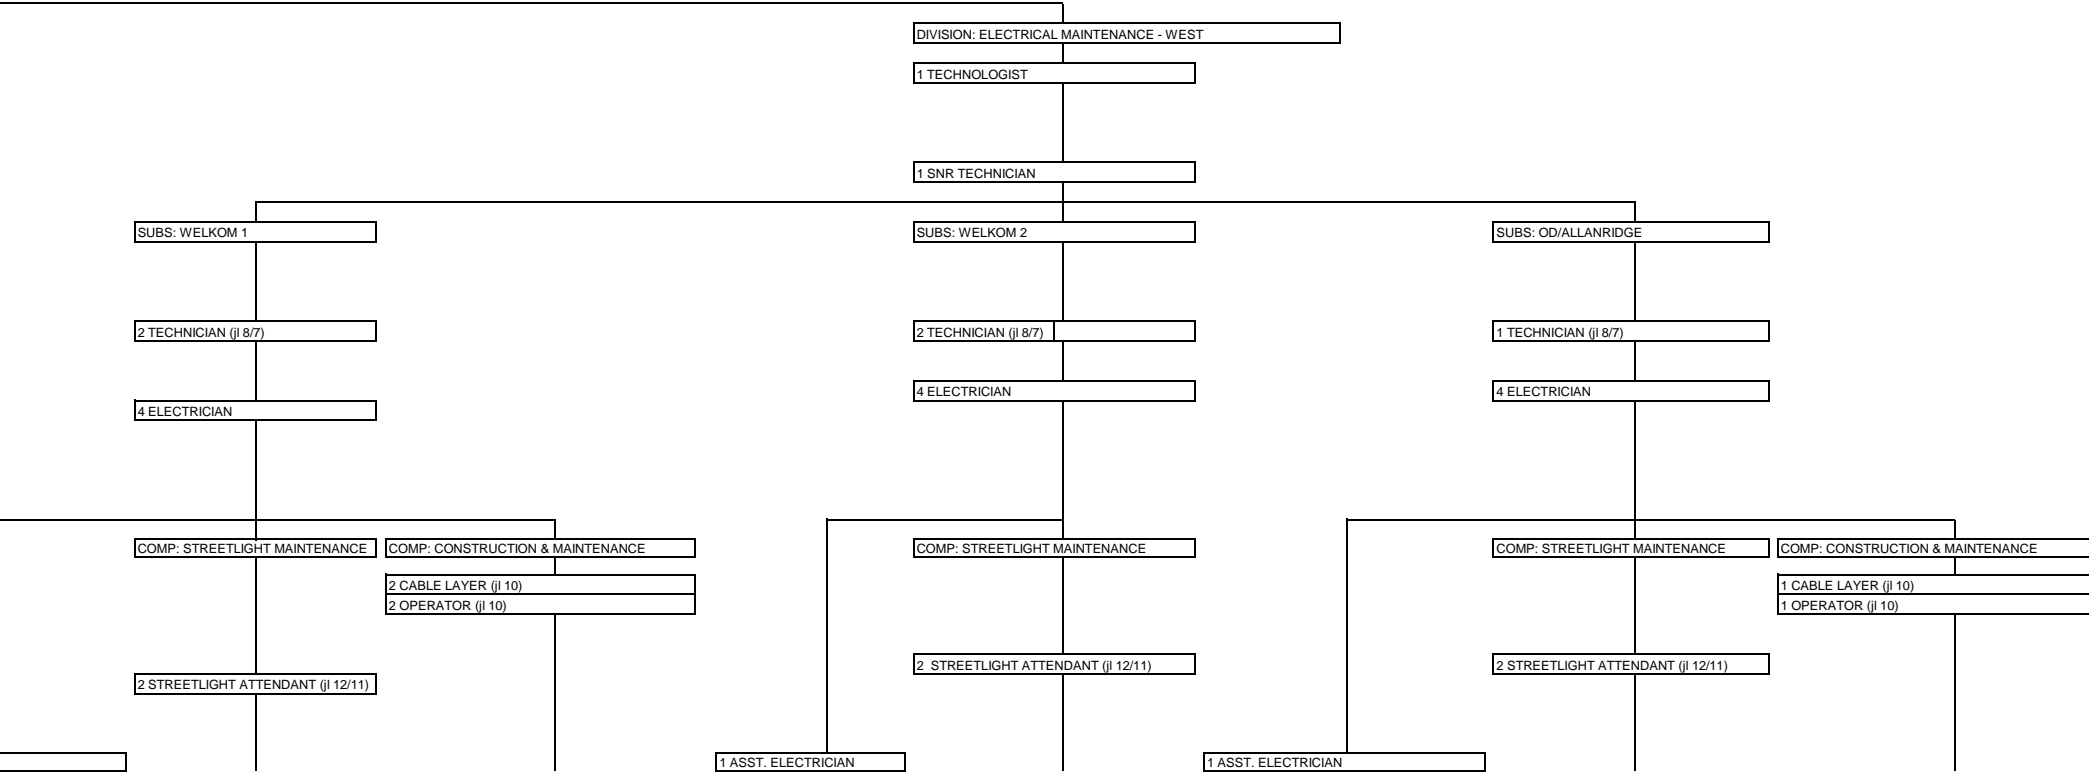 DIVISION: ELECTRICAL MAINTENANCE - WEST
1 TECHNOLOGIST
1 SNR TECHNICIAN
SUBS: WELKOM 1
SUBS: WELKOM 2
SUBS: OD/ALLANRIDGE
2 TECHNICIAN (jl 8/7)
2 TECHNICIAN (jl 8/7)
1 TECHNICIAN (jl 8/7)
4 ELECTRICIAN
4 ELECTRICIAN
4 ELECTRICIAN
COMP: STREETLIGHT MAINTENANCE
COMP: CONSTRUCTION & MAINTENANCE
COMP: STREETLIGHT MAINTENANCE
COMP: STREETLIGHT MAINTENANCE
COMP: CONSTRUCTION & MAINTENANCE
2 CABLE LAYER (jl 10)
2 OPERATOR (jl 10)
1 CABLE LAYER (jl 10)
1 OPERATOR (jl 10)
2  STREETLIGHT ATTENDANT (jl 12/11)
2 STREETLIGHT ATTENDANT (jl 12/11)
2 STREETLIGHT ATTENDANT (jl 12/11)
1 ASST. ELECTRICIAN
1 ASST. ELECTRICIAN